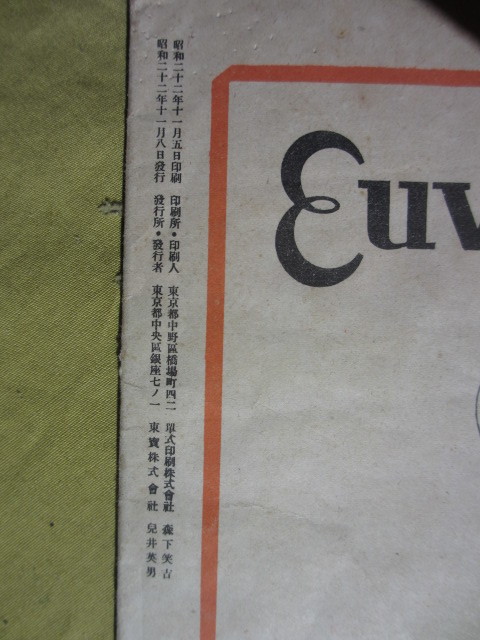 昭和二十二年十一月五日印刷 印刷所・印刷人 東京都中野區橋場町四二 單式印刷株式會社 森下笑吉
昭和二十二年十一月八日發行 發行所・發行者 東京都中央區銀座七ノ一 東寶株式會社 兒井英男
Euv